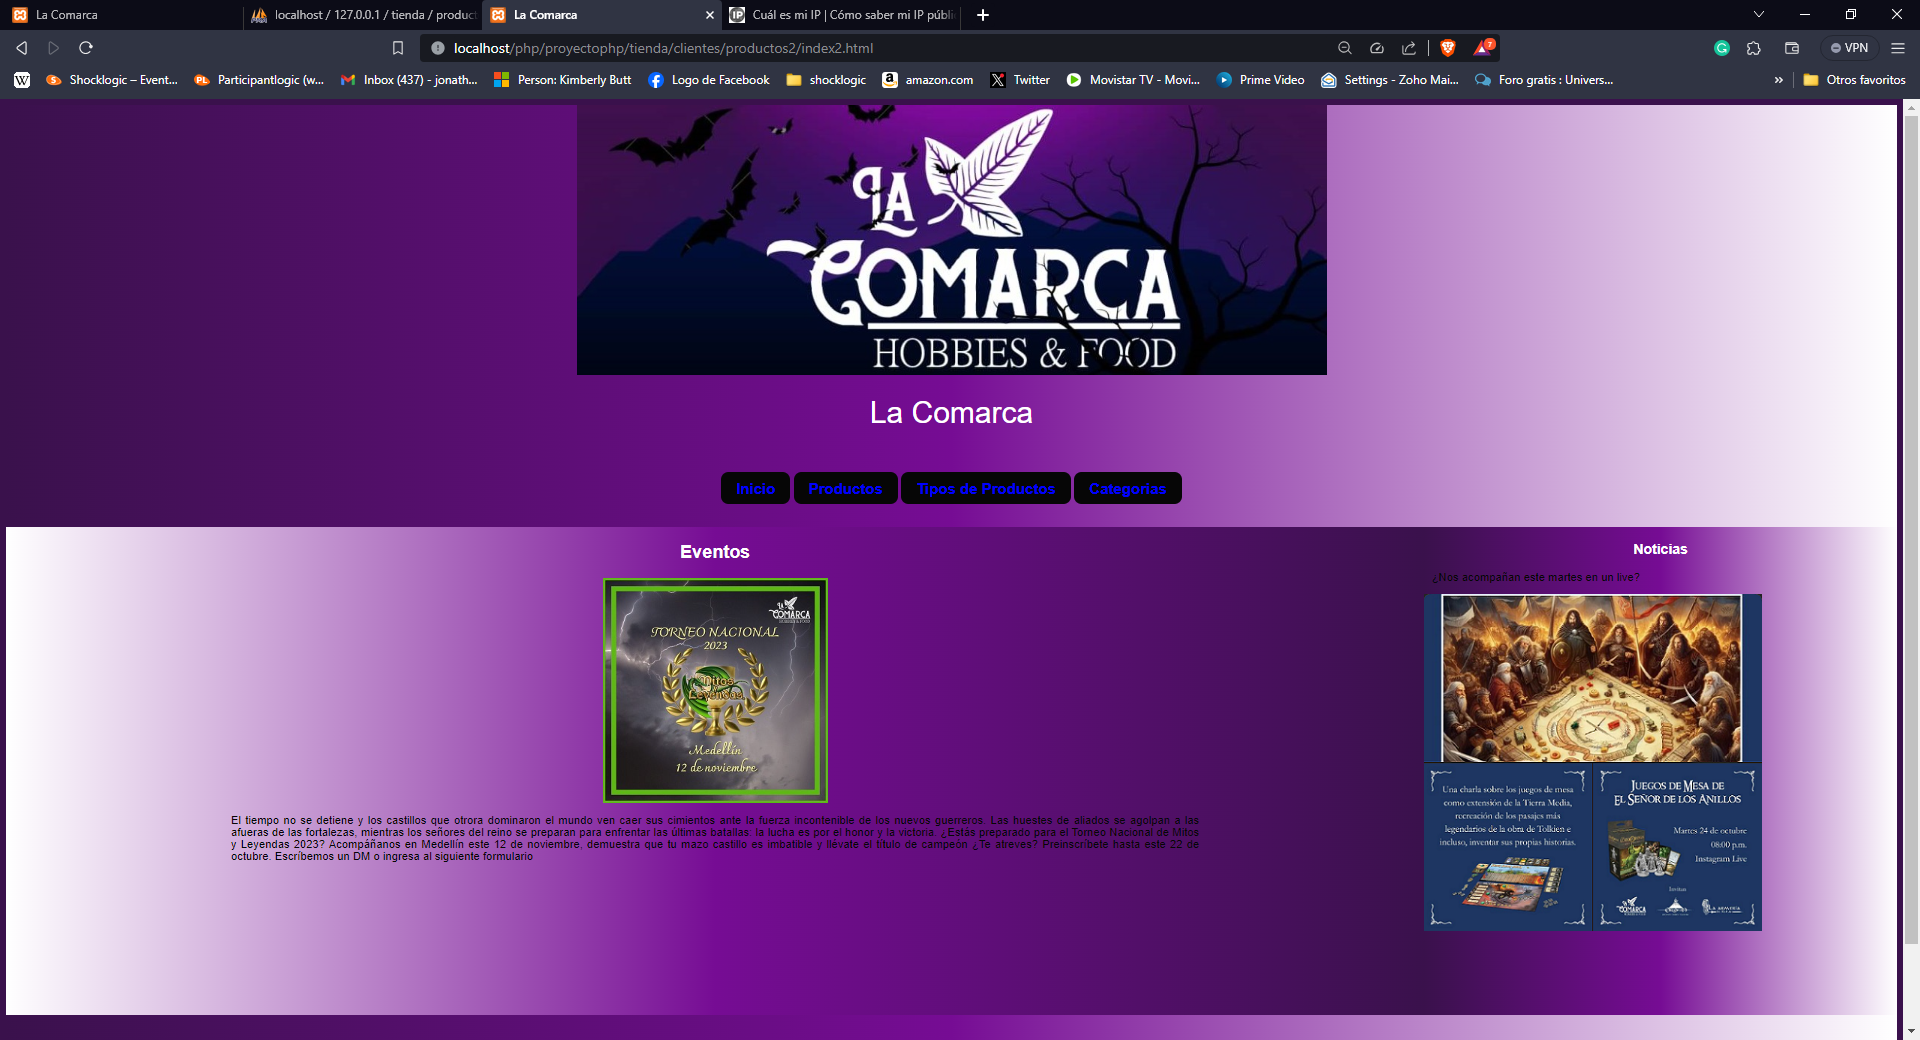 La Comarca
localhost / 127.0.0.1 / tienda / product
La Comarca
Cuál es mi IP | Cómo saber mi IP públi
localhost/php/proyectophp/tienda/clientes/productos2/index2.html
7
VPN
Shocklogic – Event...
Participantlogic (w...
Inbox (437) - jonath...
Person: Kimberly Butt
Logo de Facebook
shocklogic
amazon.com
Twitter
Movistar TV - Movi...
Prime Video
Settings - Zoho Mai...
Foro gratis : Univers...
»
Otros favoritos
LA
COMARCA
HOBBIES & FOOD
La Comarca
Inicio
Productos
Tipos de Productos
Categorias
Eventos
LA
COMARCA
HOBBIES & FOOD
TORNEO NACIONAL
2023
Mitos
y
Leyendas
Medellín
12 de noviembre
El tiempo no se detiene y los castillos que otrora dominaron el mundo ven caer sus cimientos ante la fuerza incontenible de los nuevos guerreros. Las huestes de aliados se agolpan a las
afueras de las fortalezas, mientras los señores del reino se preparan para enfrentar las últimas batallas: la lucha es por el honor y la victoria. ¿Estás preparado para el Torneo Nacional de Mitos
y Leyendas 2023? Acompáñanos en Medellín este 12 de noviembre, demuestra que tu mazo castillo es imbatible y llévate el título de campeón ¿Te atreves? Preinscríbete hasta este 22 de
octubre. Escríbemos un DM o ingresa al siguiente formulario
Noticias
¿Nos acompañan este martes en un live?
Una charla sobre los juegos de mesa
como extensión de la Tierra Media,
recreación de los pasajes más
legendarios de la obra de Tolkien e
incluso, inventar sus propias historias.
JUEGOS DE MESA DE
EL SEÑOR DE LOS ANILLOS
Martes 24 de octubre
08:00 p.m.
Instagram Live
Invitan
COMARCA